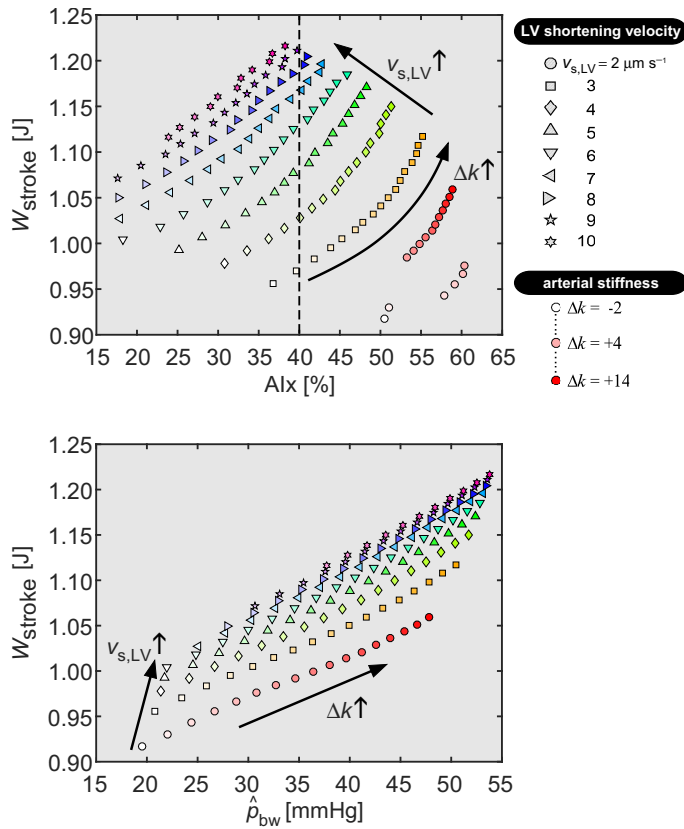 1.25
1.20
1.15
1.10
1.05
1.00
0.95
0.90
W_stroke [J]
v_s,LV ↑
Δk ↑
15 20 25 30 35 40 45 50 55 60 65
AIx [%]
LV shortening velocity
v_s,LV = 2 μm s⁻¹
3
4
5
6
7
8
9
10
arterial stiffness
Δk = -2
Δk = +4
Δk = +14
1.25
1.20
1.15
1.10
1.05
1.00
0.95
0.90
W_stroke [J]
v_s,LV ↑
Δk ↑
15 20 25 30 35 40 45 50 55
p̂_bw [mmHg]